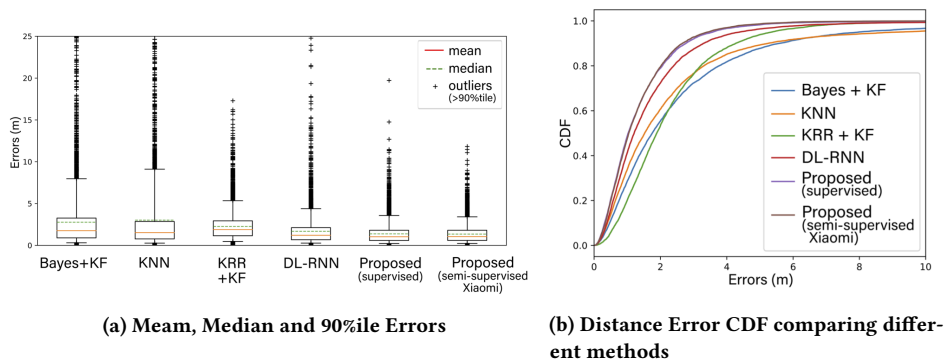 25
20
15
10
5
0
Errors (m)
mean
median
outliers
(>90%tile)
Bayes+KF
KNN
KRR
+KF
DL-RNN
Proposed
(supervised)
Proposed
(semi-supervised
Xiaomi)
(a) Meam, Median and 90%ile Errors
1.0
0.8
0.6
0.4
0.2
0.0
CDF
Bayes + KF
KNN
KRR + KF
DL-RNN
Proposed
(supervised)
Proposed
(semi-supervised
Xiaomi)
0 2 4 6 8 10
Errors (m)
(b) Distance Error CDF comparing differ-
ent methods